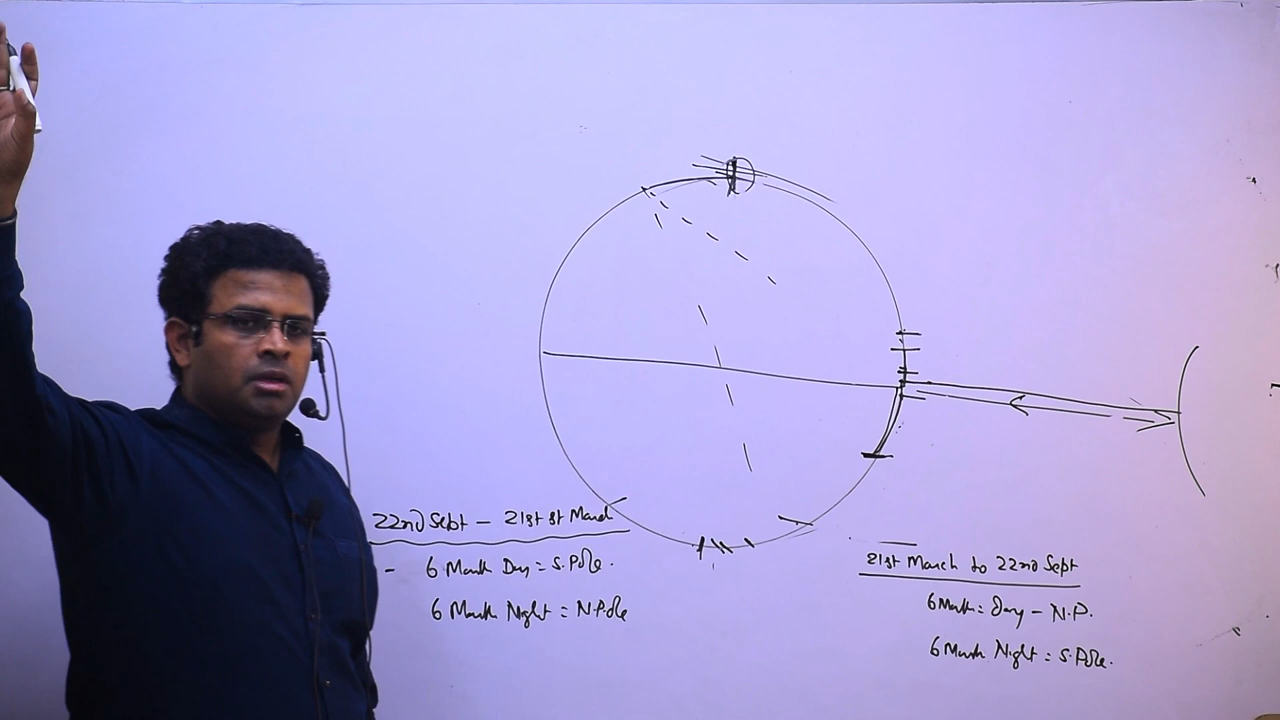 22nd Sept - 21st st March
- 6 Month Day = S.Pole.
6 Month Night = N.Pole
21st March to 22nd Sept
6 Month = Day - N.P.
6 Month Night = S.Pole.